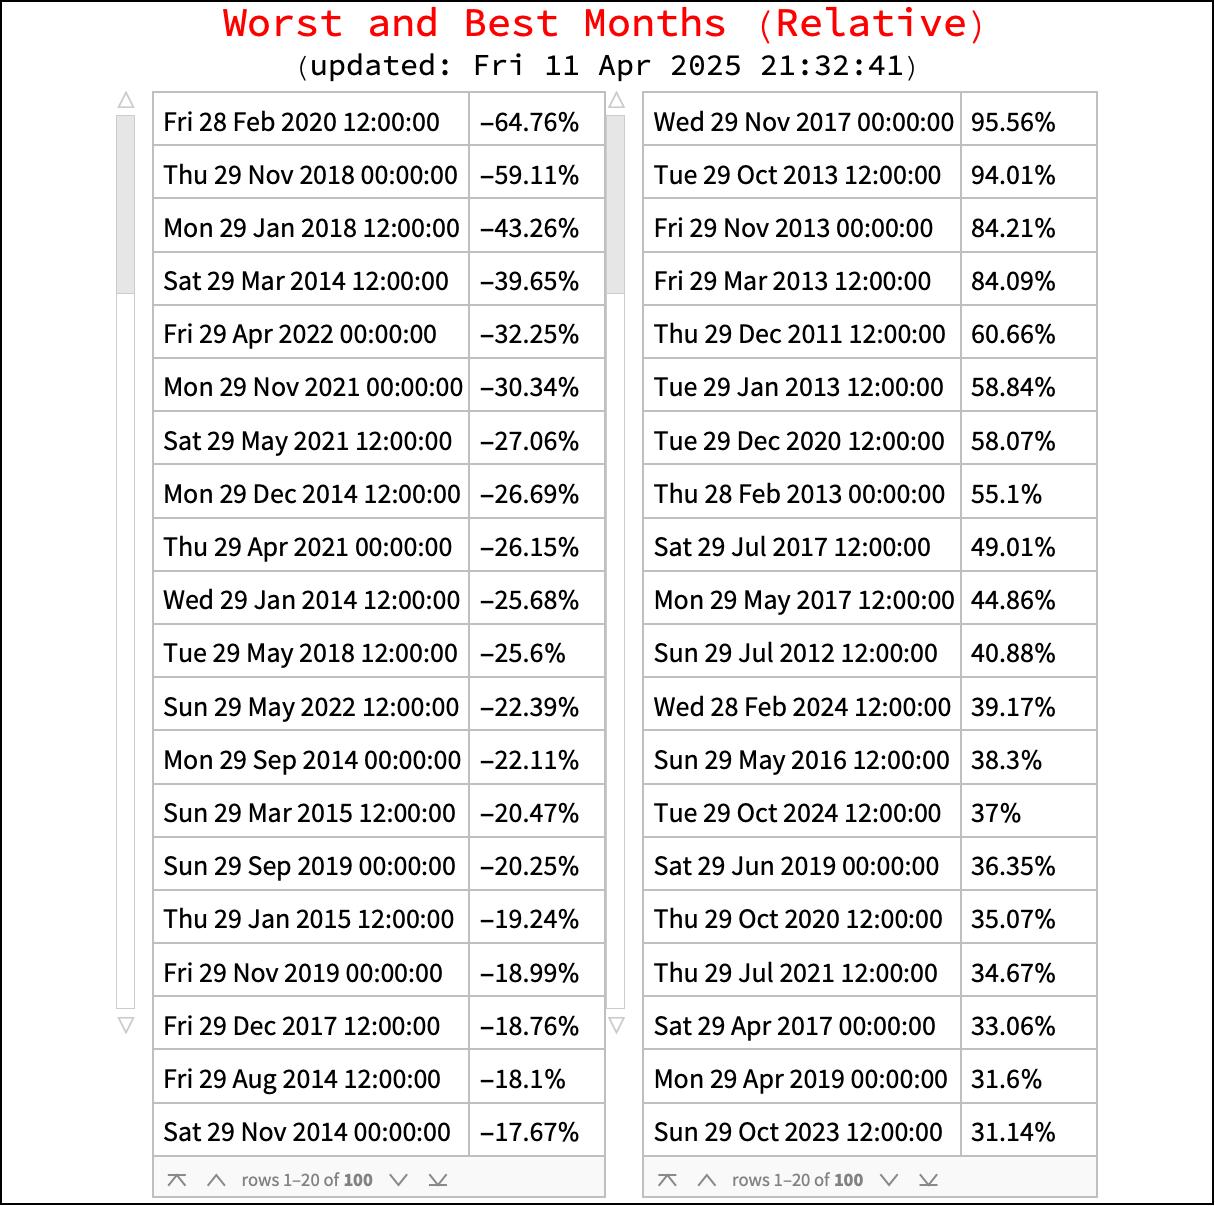 Worst and Best Months (Relative)
(updated: Fri 11 Apr 2025 21:32:41)
Fri 28 Feb 2020 12:00:00 –64.76%
Thu 29 Nov 2018 00:00:00 –59.11%
Mon 29 Jan 2018 12:00:00 –43.26%
Sat 29 Mar 2014 12:00:00 –39.65%
Fri 29 Apr 2022 00:00:00 –32.25%
Mon 29 Nov 2021 00:00:00 –30.34%
Sat 29 May 2021 12:00:00 –27.06%
Mon 29 Dec 2014 12:00:00 –26.69%
Thu 29 Apr 2021 00:00:00 –26.15%
Wed 29 Jan 2014 12:00:00 –25.68%
Tue 29 May 2018 12:00:00 –25.6%
Sun 29 May 2022 12:00:00 –22.39%
Mon 29 Sep 2014 00:00:00 –22.11%
Sun 29 Mar 2015 12:00:00 –20.47%
Sun 29 Sep 2019 00:00:00 –20.25%
Thu 29 Jan 2015 12:00:00 –19.24%
Fri 29 Nov 2019 00:00:00 –18.99%
Fri 29 Dec 2017 12:00:00 –18.76%
Fri 29 Aug 2014 12:00:00 –18.1%
Sat 29 Nov 2014 00:00:00 –17.67%
rows 1–20 of 100
Wed 29 Nov 2017 00:00:00 95.56%
Tue 29 Oct 2013 12:00:00 94.01%
Fri 29 Nov 2013 00:00:00 84.21%
Fri 29 Mar 2013 12:00:00 84.09%
Thu 29 Dec 2011 12:00:00 60.66%
Tue 29 Jan 2013 12:00:00 58.84%
Tue 29 Dec 2020 12:00:00 58.07%
Thu 28 Feb 2013 00:00:00 55.1%
Sat 29 Jul 2017 12:00:00 49.01%
Mon 29 May 2017 12:00:00 44.86%
Sun 29 Jul 2012 12:00:00 40.88%
Wed 28 Feb 2024 12:00:00 39.17%
Sun 29 May 2016 12:00:00 38.3%
Tue 29 Oct 2024 12:00:00 37%
Sat 29 Jun 2019 00:00:00 36.35%
Thu 29 Oct 2020 12:00:00 35.07%
Thu 29 Jul 2021 12:00:00 34.67%
Sat 29 Apr 2017 00:00:00 33.06%
Mon 29 Apr 2019 00:00:00 31.6%
Sun 29 Oct 2023 12:00:00 31.14%
rows 1–20 of 100